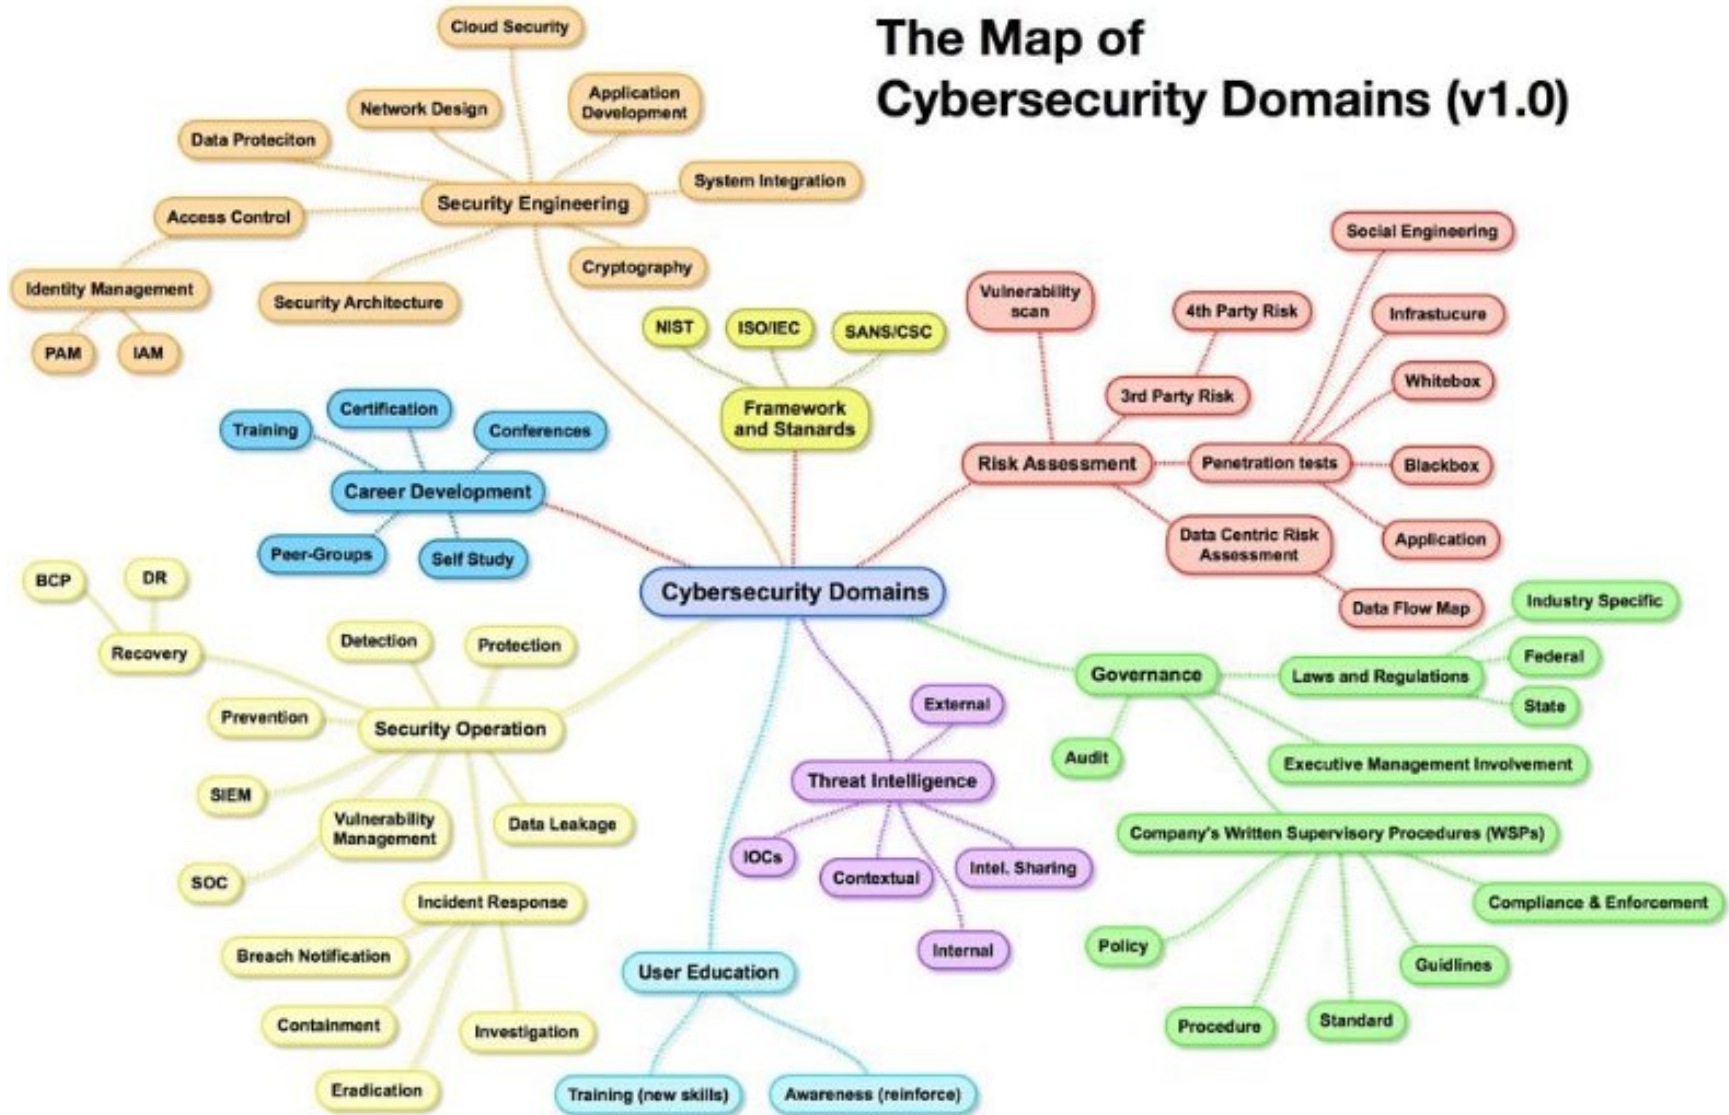 The Map of
Cybersecurity Domains (v1.0)
Cloud Security
Network Design
Application
Development
Data Proteciton
System Integration
Security Engineering
Access Control
Cryptography
Identity Management
Security Architecture
PAM
IAM
NIST
ISO/IEC
SANS/CSC
Framework
and Stanards
Certification
Training
Conferences
Career Development
Peer-Groups
Self Study
Social Engineering
Vulnerability
scan
4th Party Risk
Infrastucure
3rd Party Risk
Whitebox
Risk Assessment
Penetration tests
Blackbox
Data Centric Risk
Assessment
Application
Data Flow Map
Cybersecurity Domains
BCP
DR
Recovery
Detection
Protection
Prevention
Security Operation
SIEM
Vulnerability
Management
Data Leakage
SOC
Incident Response
Breach Notification
Containment
Investigation
Eradication
User Education
Training (new skills)
Awareness (reinforce)
External
Threat Intelligence
IOCs
Contextual
Intel. Sharing
Internal
Industry Specific
Governance
Laws and Regulations
Federal
State
Audit
Executive Management Involvement
Company's Written Supervisory Procedures (WSPs)
Compliance & Enforcement
Policy
Guidlines
Procedure
Standard